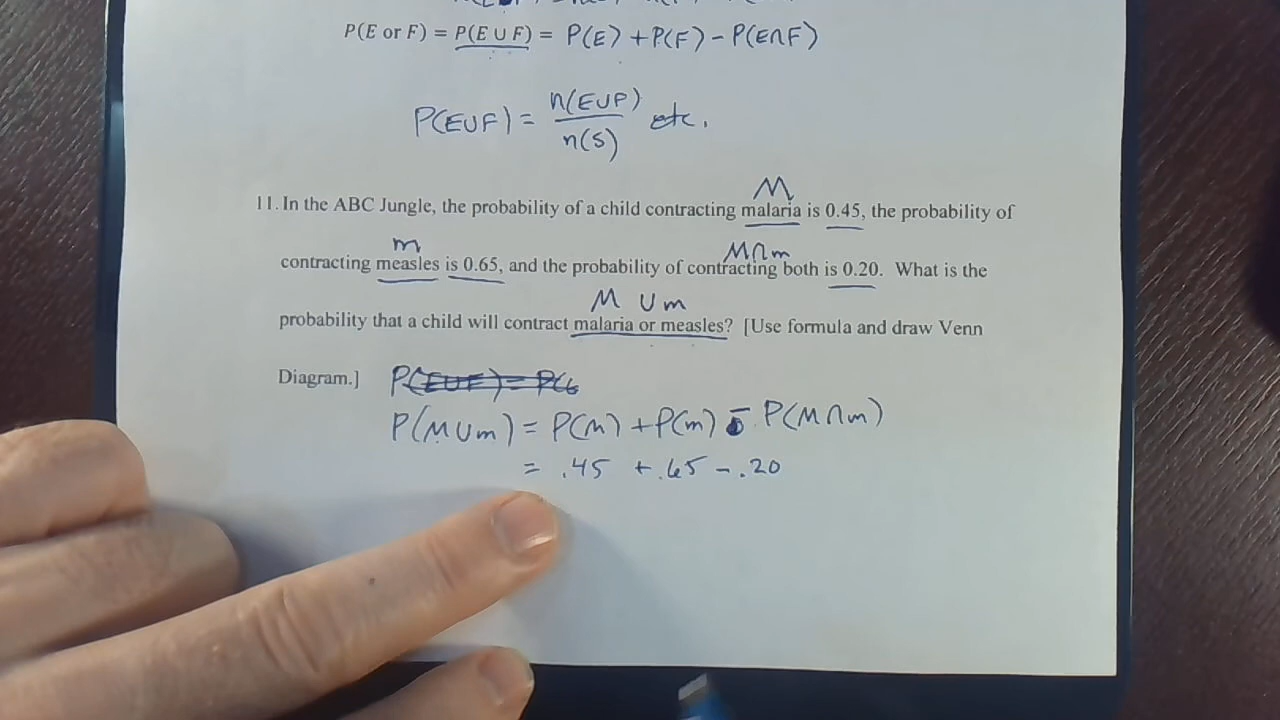 P(E or F) = P(E ∪ F) = P(E) + P(F) - P(E∩F)
P(E∪F) = n(E∪P) / n(S) etc.
M
11. In the ABC Jungle, the probability of a child contracting malaria is 0.45, the probability of
m M∩m
contracting measles is 0.65, and the probability of contracting both is 0.20. What is the
M ∪ m
probability that a child will contract malaria or measles? [Use formula and draw Venn
Diagram.]
P(M∪m) = P(M) + P(m) - P(M∩m)
= .45 + .65 - .20